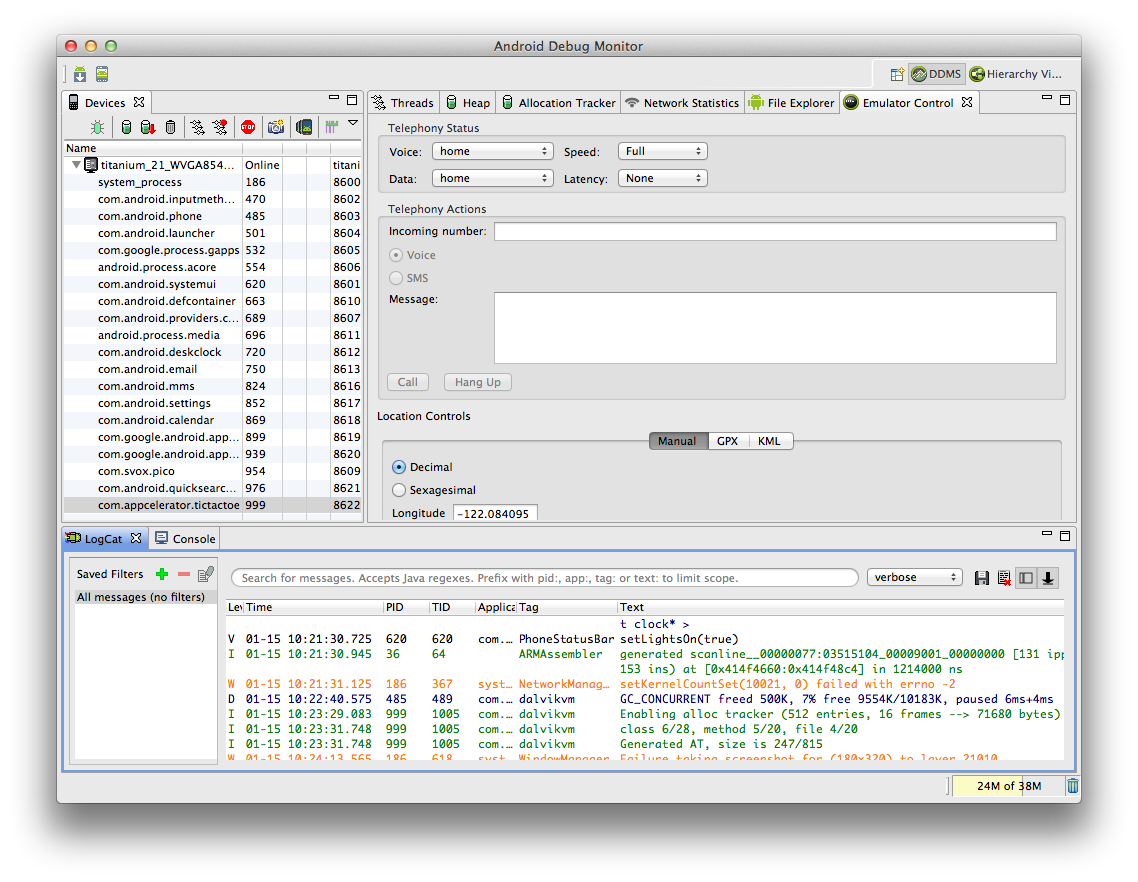 Android Debug Monitor
DDMS Hierarchy Vi...
Devices
Threads Heap Allocation Tracker Network Statistics File Explorer Emulator Control
STOP
Name
titanium_21_WVGA854... Online titani
system_process 186 8600
com.android.inputmeth... 470 8602
com.android.phone 485 8603
com.android.launcher 501 8604
com.google.process.gapps 532 8605
android.process.acore 554 8606
com.android.systemui 620 8601
com.android.defcontainer 663 8610
com.android.providers.c... 689 8607
android.process.media 696 8611
com.android.deskclock 720 8612
com.android.email 750 8613
com.android.mms 824 8616
com.android.settings 852 8617
com.android.calendar 869 8618
com.google.android.app... 899 8619
com.google.android.app... 939 8620
com.svox.pico 954 8609
com.android.quicksearc... 976 8621
com.appcelerator.tictactoe 999 8622
Telephony Status
Voice: home Speed: Full
Data: home Latency: None
Telephony Actions
Incoming number:
Voice
SMS
Message:
Call Hang Up
Location Controls
Manual GPX KML
Decimal
Sexagesimal
Longitude -122.084095
LogCat Console
Saved Filters
All messages (no filters)
Search for messages. Accepts Java regexes. Prefix with pid:, app:, tag: or text: to limit scope.
verbose
Lev Time PID TID Applica Tag Text
t clock* >
V 01-15 10:21:30.725 620 620 com.... PhoneStatusBar setLightsOn(true)
I 01-15 10:21:30.945 36 64 ARMAssembler generated scanline__00000077:03515104_00009001_00000000 [131 ipp
153 ins) at [0x414f4660:0x414f48c4] in 1214000 ns
W 01-15 10:21:31.125 186 367 syst... NetworkManag... setKernelCountSet(10021, 0) failed with errno -2
D 01-15 10:22:40.575 485 489 com.... dalvikvm GC_CONCURRENT freed 500K, 7% free 9554K/10183K, paused 6ms+4ms
I 01-15 10:23:29.083 999 1005 com.... dalvikvm Enabling alloc tracker (512 entries, 16 frames --> 71680 bytes)
I 01-15 10:23:31.748 999 1005 com.... dalvikvm class 6/28, method 5/20, file 4/20
I 01-15 10:23:31.748 999 1005 com.... dalvikvm Generated AT, size is 247/815
W 01-15 10:24:13.565 186 618 syst... WindowManager Failure taking screenshot for (180x320) to layer 21010
24M of 38M